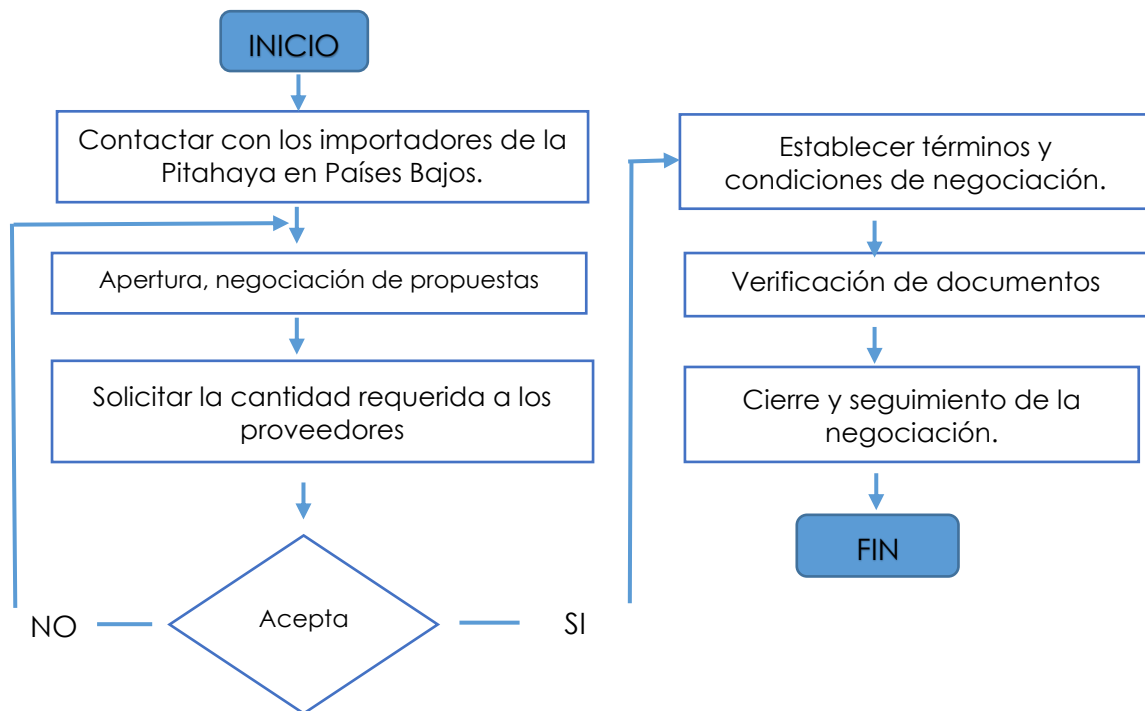 INICIO
Contactar con los importadores de la
Pitahaya en Países Bajos.
Apertura, negociación de propuestas
Solicitar la cantidad requerida a los
proveedores
Acepta
NO
SI
Establecer términos y
condiciones de negociación.
Verificación de documentos
Cierre y seguimiento de la
negociación.
FIN